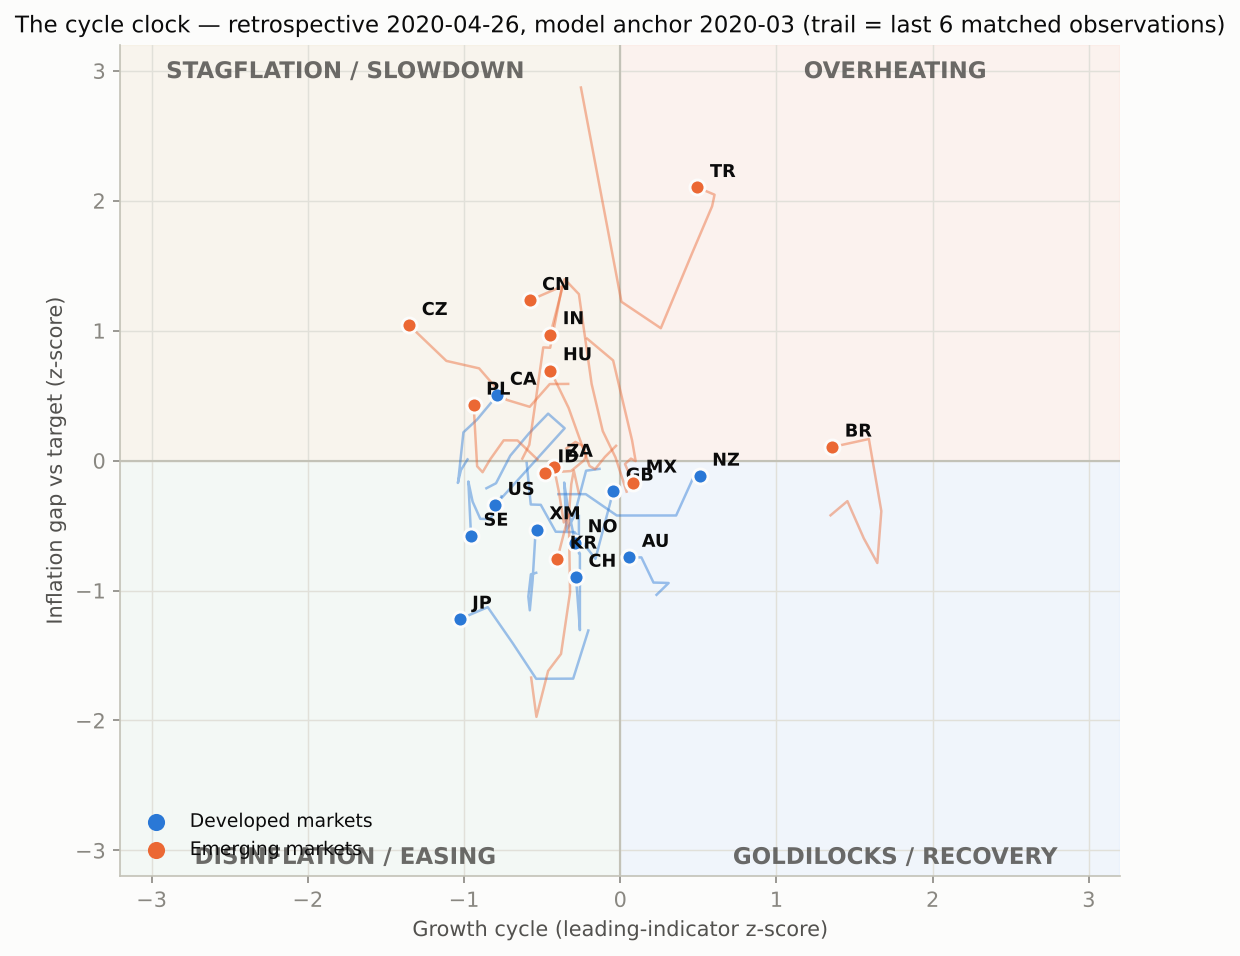 The cycle clock — retrospective 2020-04-26, model anchor 2020-03 (trail = last 6 matched observations)
STAGFLATION / SLOWDOWN
OVERHEATING
TR
CN
CZ
IN
HU
CA
PL
BR
ZA
ID
NZ
MX
GB
US
XM
SE
NO
KR
AU
CH
JP
Developed markets
Emerging markets
DISINFLATION / EASING
GOLDILOCKS / RECOVERY
3
2
1
0
−1
−2
−3
−3
−2
−1
0
1
2
3
Inflation gap vs target (z-score)
Growth cycle (leading-indicator z-score)